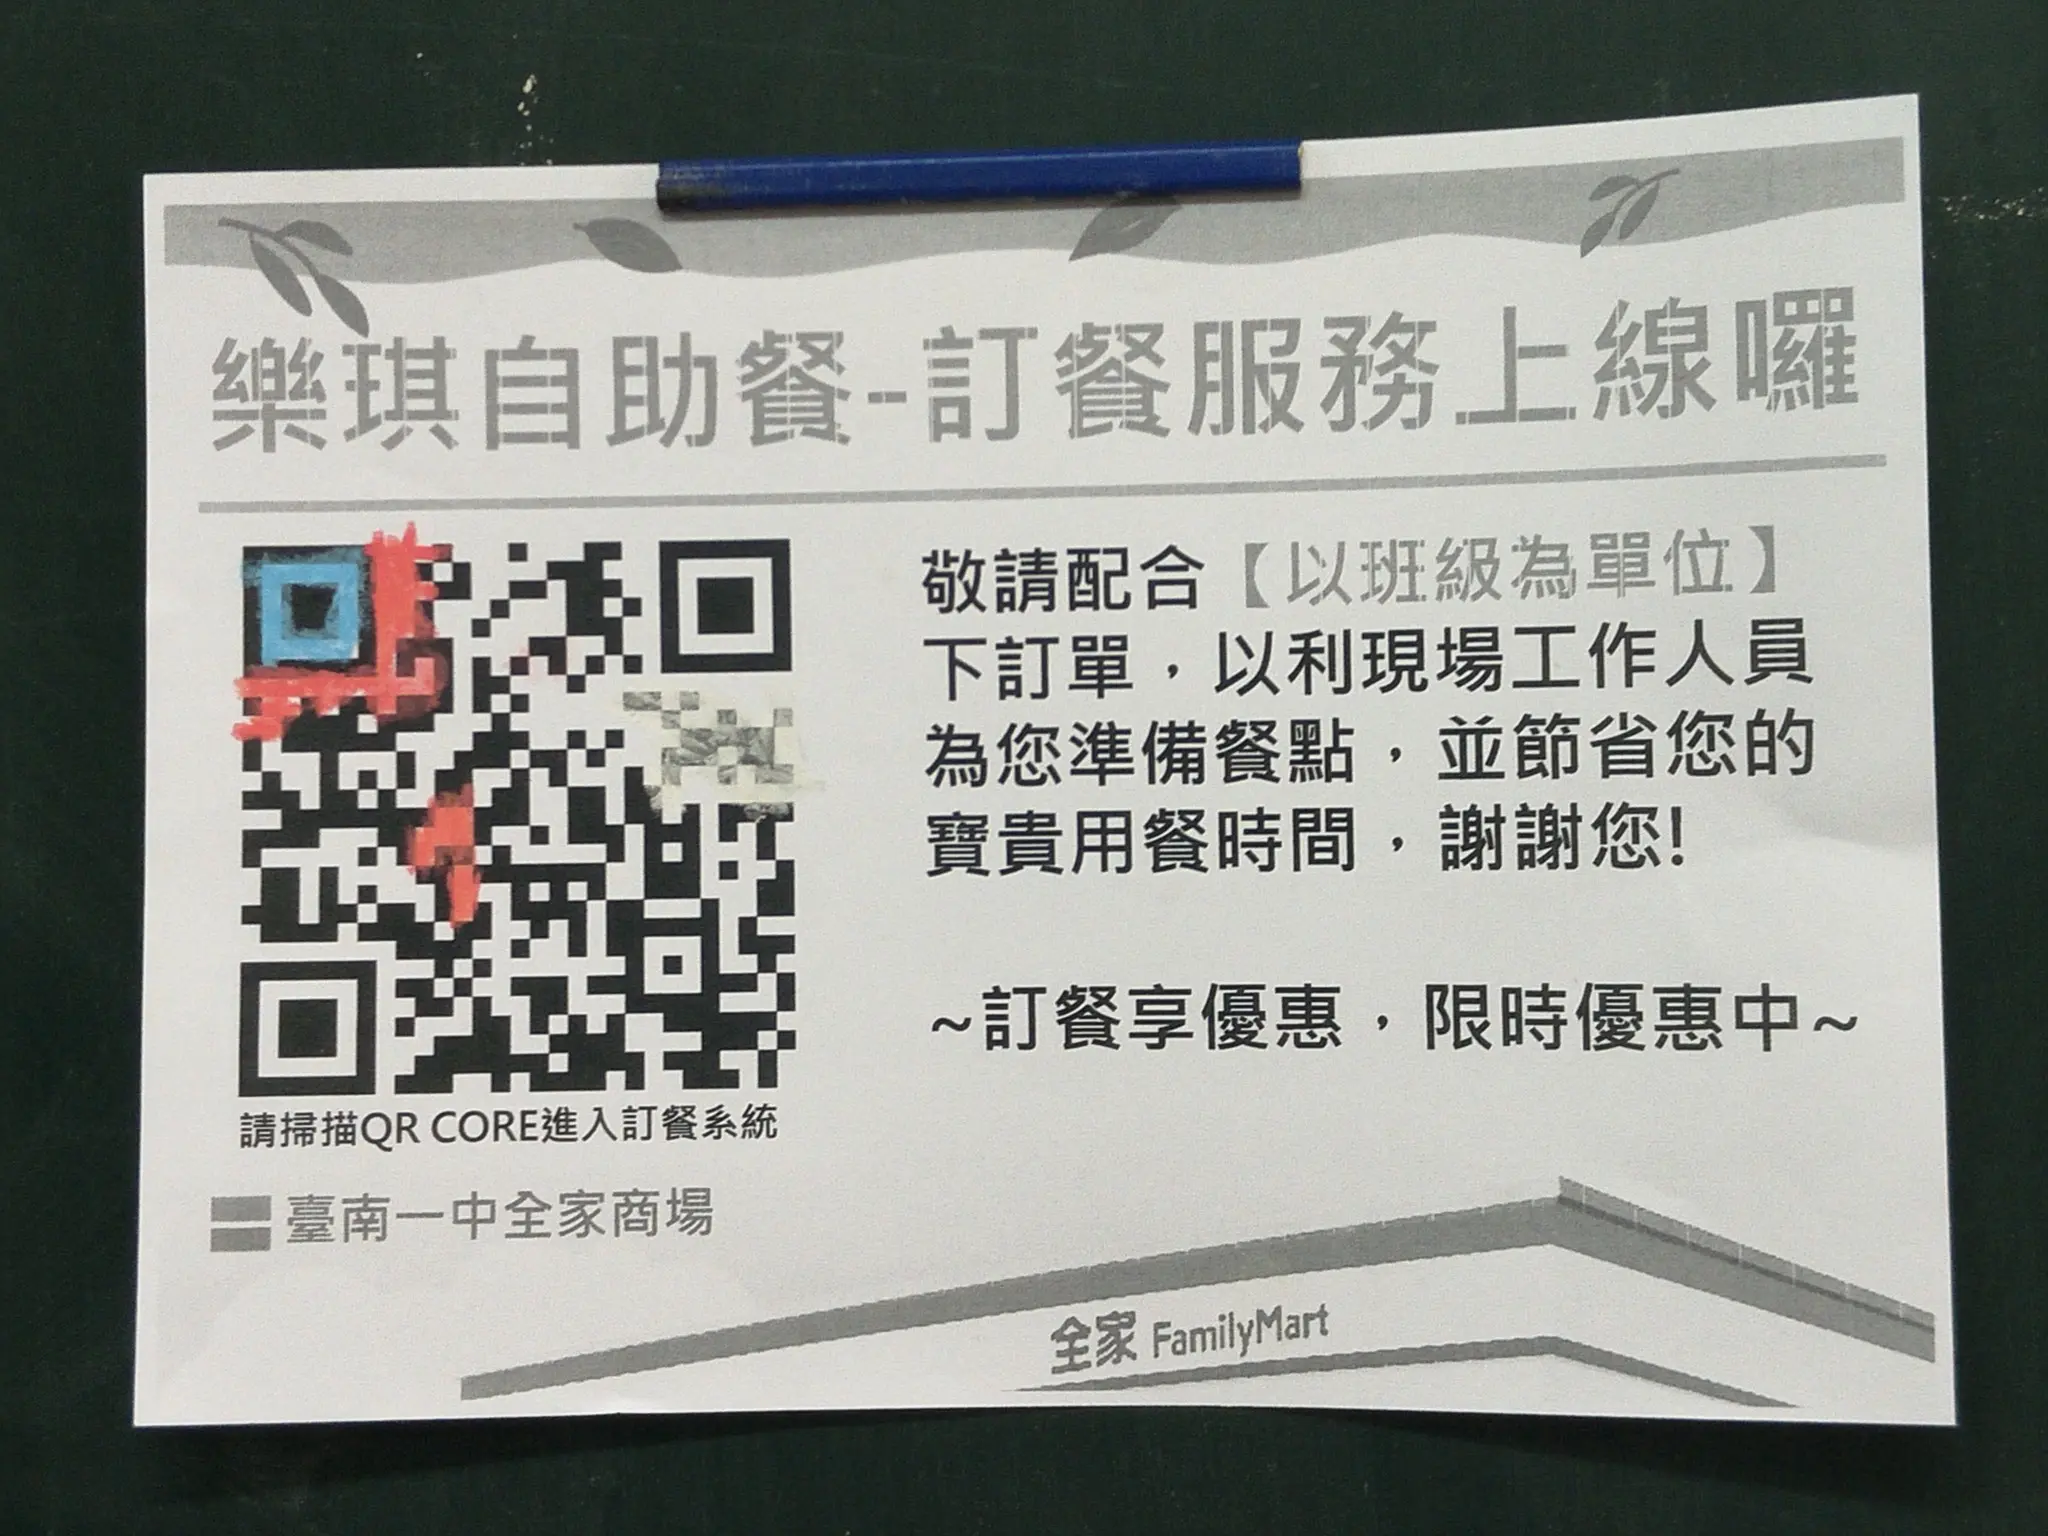 樂琪自助餐-訂餐服務上線囉
敬請配合【以班級為單位】
下訂單，以利現場工作人員
為您準備餐點，並節省您的
寶貴用餐時間，謝謝您!
~訂餐享優惠，限時優惠中~
請掃描QR CORE進入訂餐系統
臺南一中全家商場
全家 FamilyMart